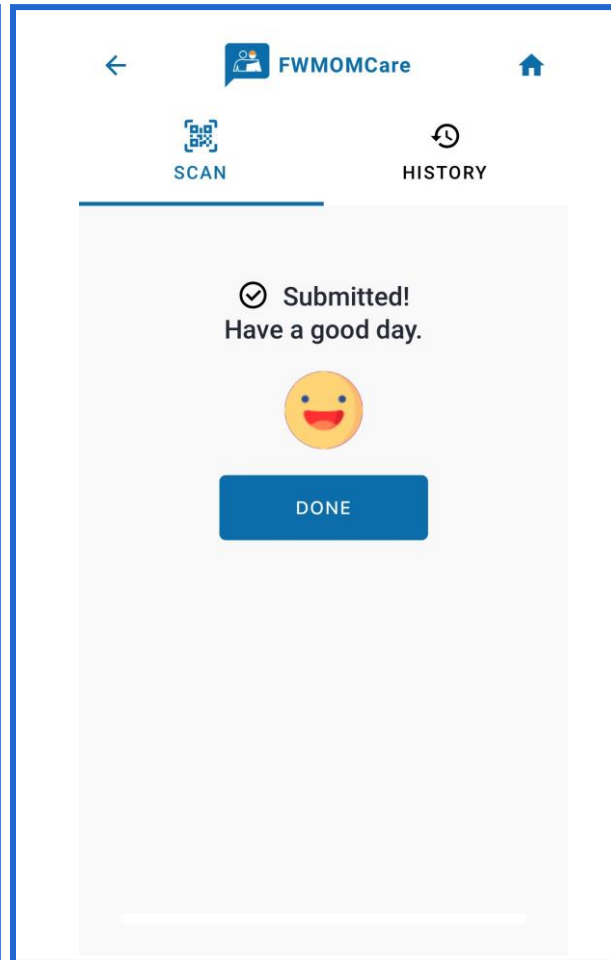 FWMOMCare
SCAN
HISTORY
Submitted!
Have a good day.
DONE